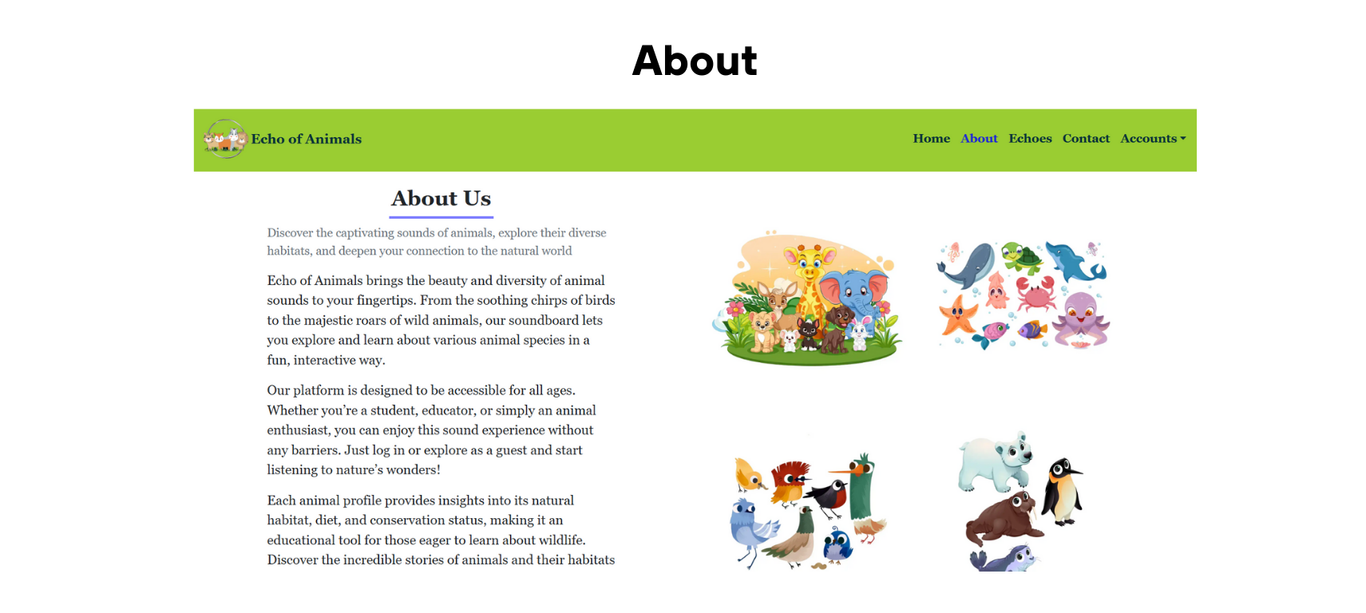 About
Echo of Animals
Home About Echoes Contact Accounts
About Us
Discover the captivating sounds of animals, explore their diverse
habitats, and deepen your connection to the natural world
Echo of Animals brings the beauty and diversity of animal
sounds to your fingertips. From the soothing chirps of birds
to the majestic roars of wild animals, our soundboard lets
you explore and learn about various animal species in a
fun, interactive way.
Our platform is designed to be accessible for all ages.
Whether you’re a student, educator, or simply an animal
enthusiast, you can enjoy this sound experience without
any barriers. Just log in or explore as a guest and start
listening to nature’s wonders!
Each animal profile provides insights into its natural
habitat, diet, and conservation status, making it an
educational tool for those eager to learn about wildlife.
Discover the incredible stories of animals and their habitats